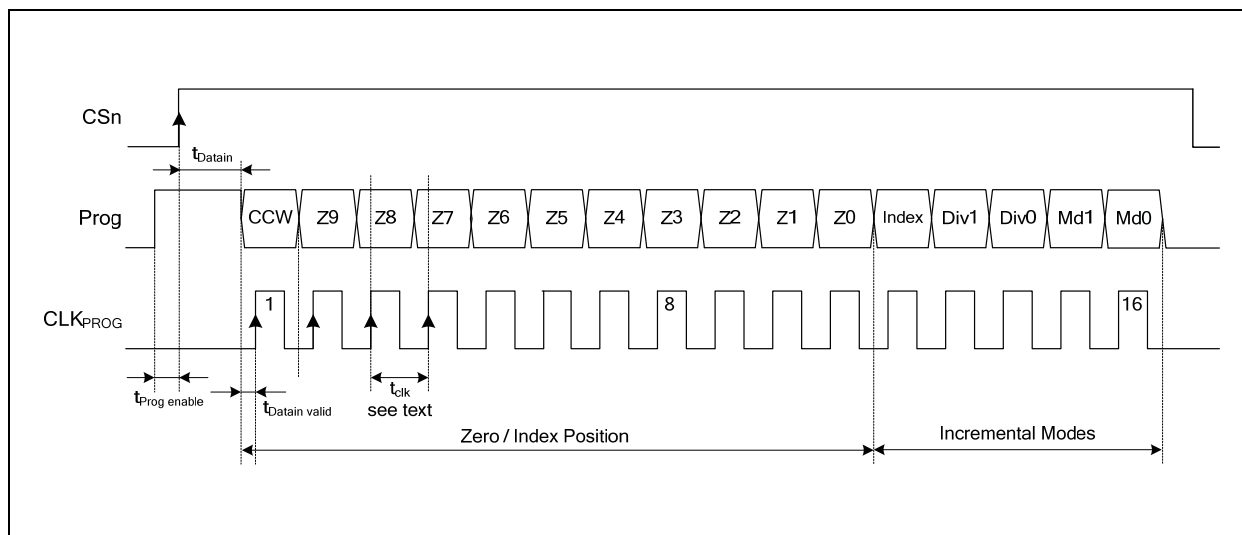 CSn
tDatain
Prog CCW Z9 Z8 Z7 Z6 Z5 Z4 Z3 Z2 Z1 Z0 Index Div1 Div0 Md1 Md0
CLKPROG 1 8 16
tProg enable
tDatain valid
tclk
see text
Zero / Index Position
Incremental Modes